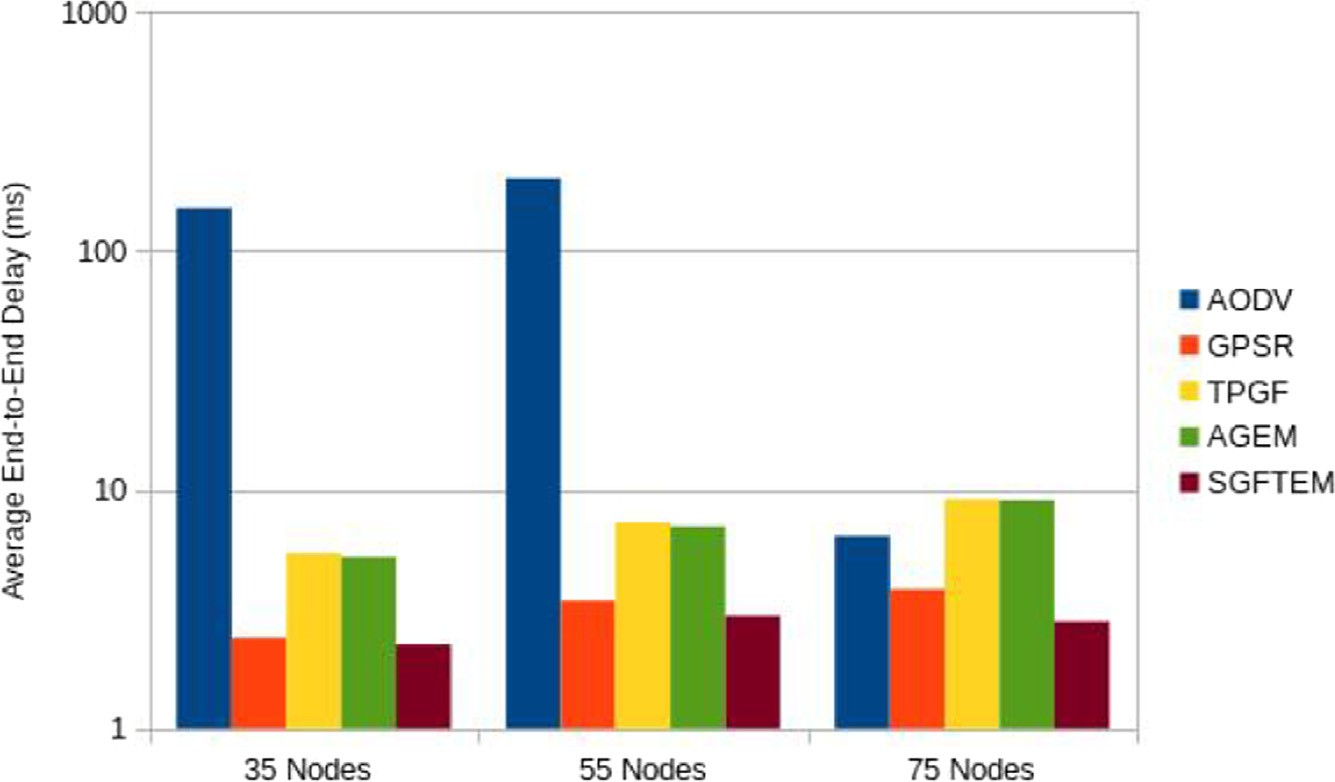 Average End-to-End Delay (ms)
1000
100
10
1
35 Nodes
55 Nodes
75 Nodes
AODV
GPSR
TPGF
AGEM
SGFTEM